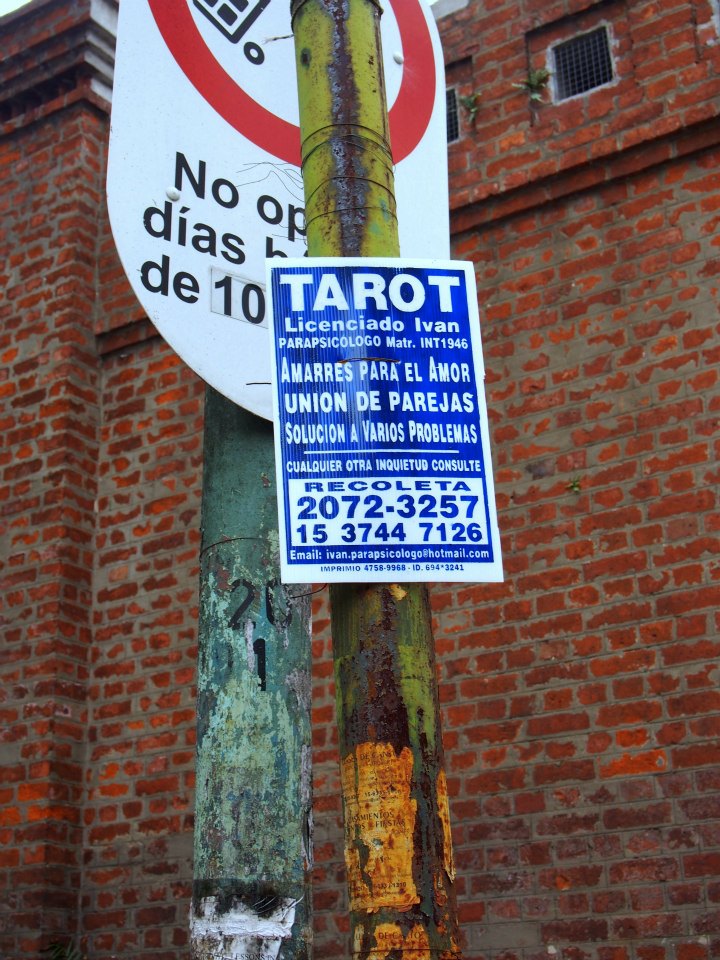 No op
días
de 10
TAROT
Licenciado Ivan
PARAPSICOLOGO Matr. INT1946
AMARRES PARA EL AMOR
UNION DE PAREJAS
SOLUCION A VARIOS PROBLEMAS
CUALQUIER OTRA INQUIETUD CONSULTE
RECOLETA
2072-3257
15 3744 7126
Email: ivan.parapsicologo@hotmail.com
IMPRIMIO 4758-9968 - ID. 694*3241
20
1